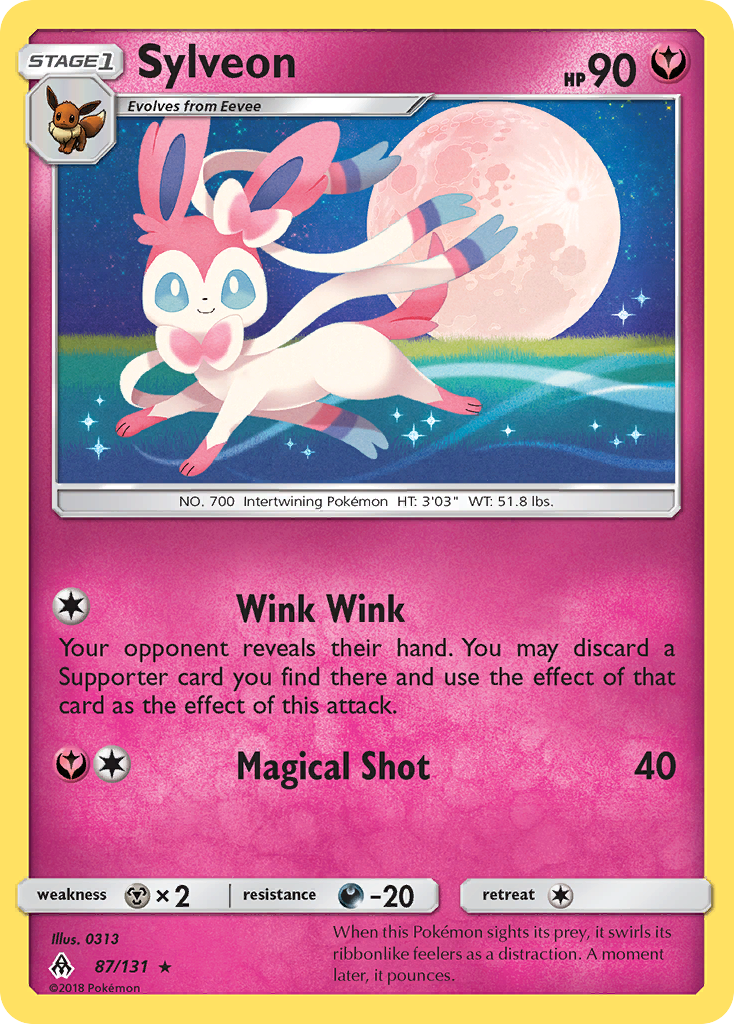 STAGE1
Sylveon
HP 90
Evolves from Eevee
NO. 700 Intertwining Pokémon HT: 3'03" WT: 51.8 lbs.
Wink Wink
Your opponent reveals their hand. You may discard a
Supporter card you find there and use the effect of that
card as the effect of this attack.
Magical Shot 40
weakness ×2 resistance -20 retreat
Illus. 0313
87/131 ★
©2018 Pokémon
When this Pokémon sights its prey, it swirls its
ribbonlike feelers as a distraction. A moment
later, it pounces.